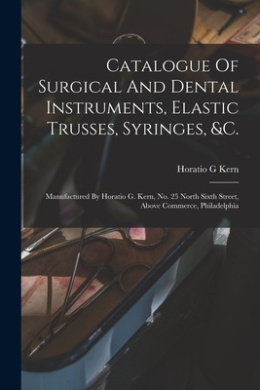 Catalogue Of
Surgical And Dental
Instruments, Elastic
Trusses, Syringes, &C.
Manufactured By Horatio G. Kern, No. 25 North Sixth Street,
Above Commerce, Philadelphia
Horatio G Kern